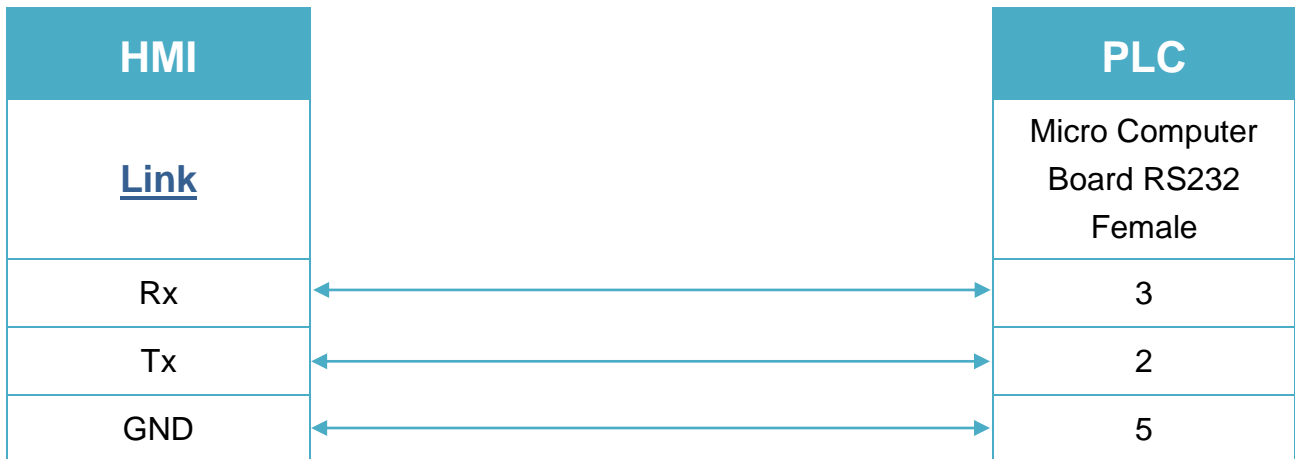 HMI
PLC
Link
Micro Computer
Board RS232
Female
Rx
3
Tx
2
GND
5